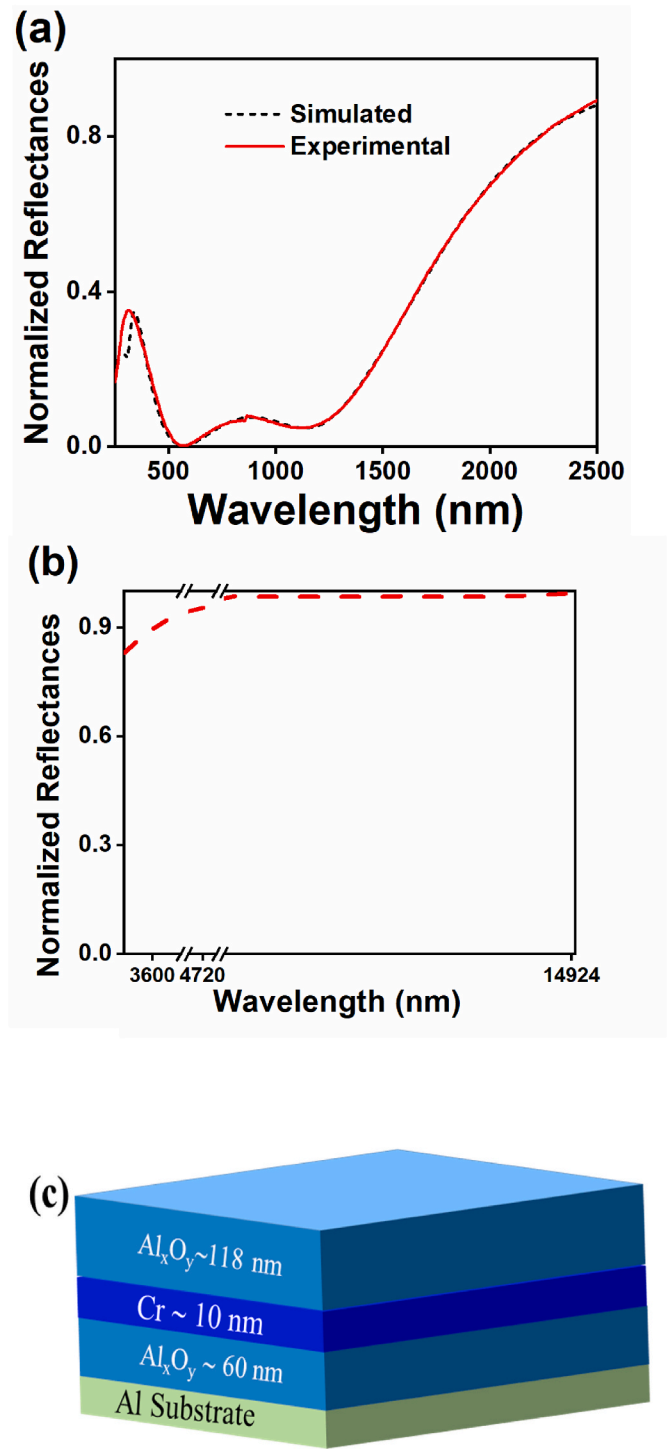 (a)
Normalized Reflectances
0.8
0.4
0.0
Simulated
Experimental
500 1000 1500 2000 2500
Wavelength (nm)
(b)
Normalized Reflectances
0.9
0.6
0.3
0.0
3600 4720 14924
Wavelength (nm)
(c)
AlₓOᵧ~118 nm
Cr ~ 10 nm
AlₓOᵧ ~ 60 nm
Al Substrate